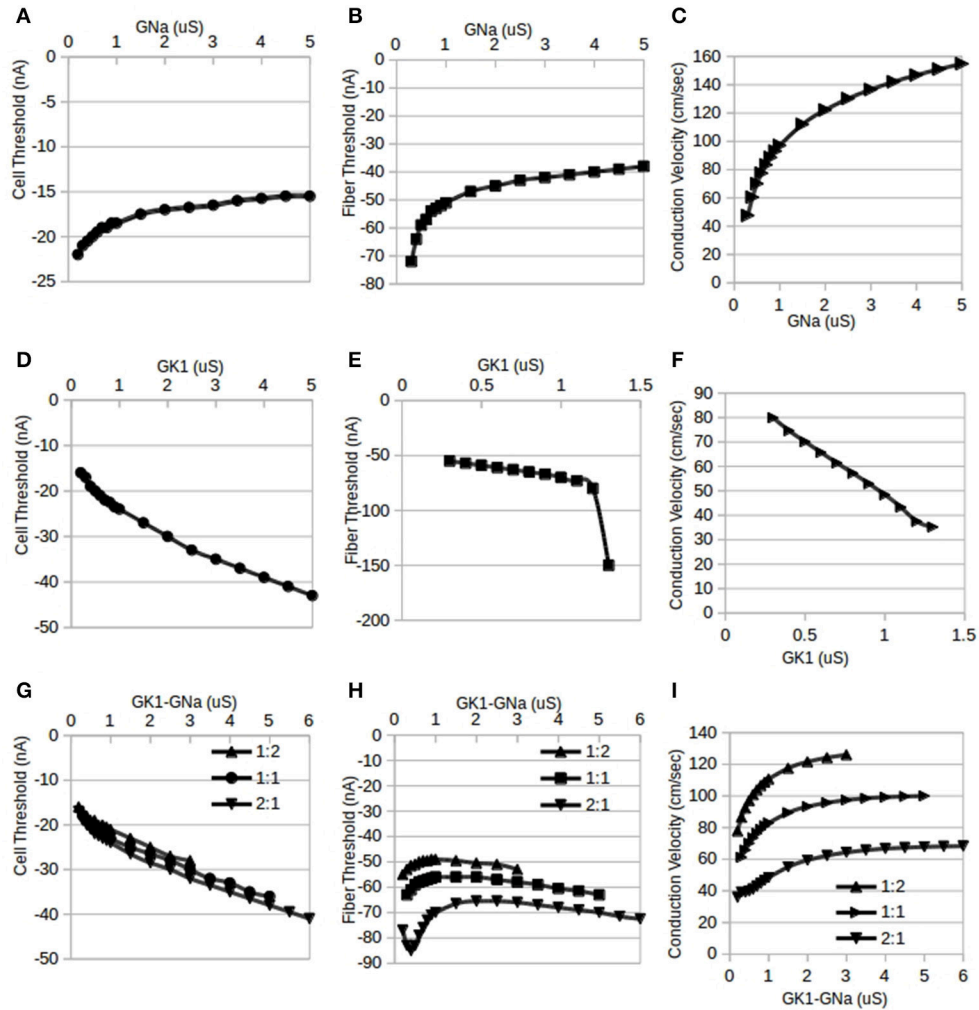 A
GNa (uS)
0 1 2 3 4 5
Cell Threshold (nA)
0
-5
-10
-15
-20
-25
B
GNa (uS)
0 1 2 3 4 5
Fiber Threshold (nA)
0
-10
-20
-30
-40
-50
-60
-70
-80
C
Conduction Velocity (cm/sec)
160
140
120
100
80
60
40
20
0
0 1 2 3 4 5
GNa (uS)
D
GK1 (uS)
0 1 2 3 4 5
Cell Threshold (nA)
0
-10
-20
-30
-40
-50
E
GK1 (uS)
0 0.5 1 1.5
Fiber Threshold (nA)
0
-50
-100
-150
-200
F
Conduction Velocity (cm/sec)
90
80
70
60
50
40
30
20
10
0
0 0.5 1 1.5
GK1 (uS)
G
GK1-GNa (uS)
0 1 2 3 4 5 6
Cell Threshold (nA)
0
-10
-20
-30
-40
-50
1:2
1:1
2:1
H
GK1-GNa (uS)
0 1 2 3 4 5 6
Fiber Threshold (nA)
0
-10
-20
-30
-40
-50
-60
-70
-80
-90
1:2
1:1
2:1
I
Conduction Velocity (cm/sec)
140
120
100
80
60
40
20
0
1:2
1:1
2:1
0 1 2 3 4 5 6
GK1-GNa (uS)